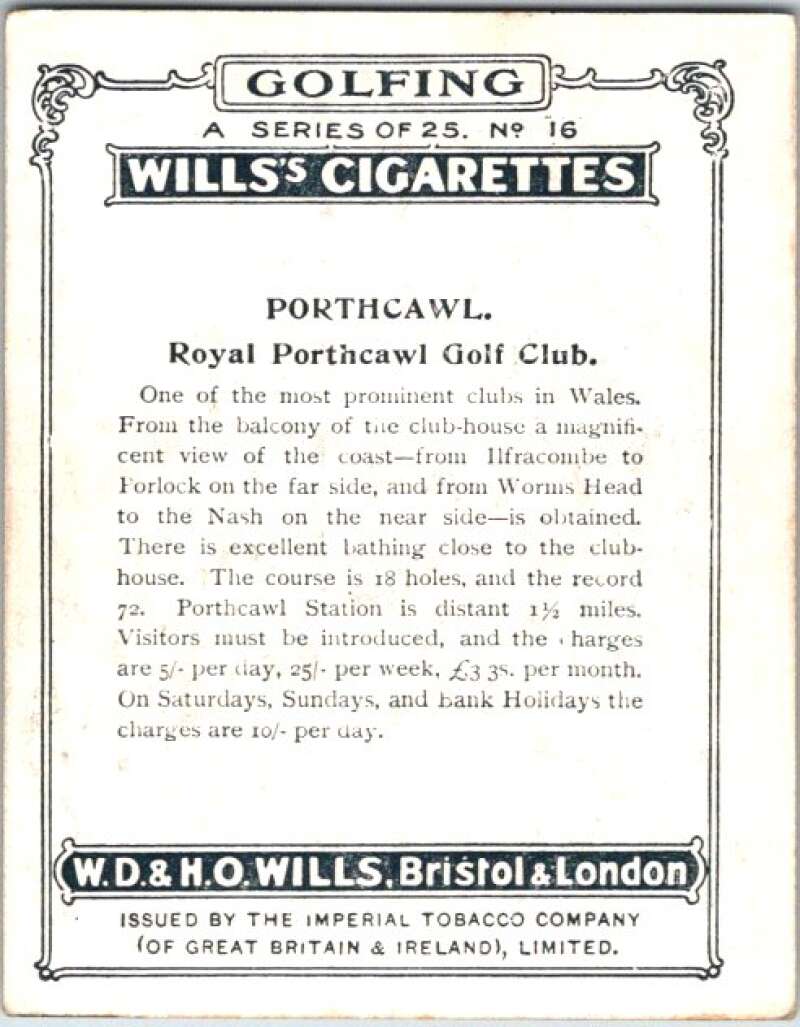 GOLFING
A SERIES OF 25. Nº 16
WILLS'S CIGARETTES
PORTHCAWL.
Royal Porthcawl Golf Club.
One of the most prominent clubs in Wales.
From the balcony of the club-house a magnifi-
cent view of the coast—from Ilfracombe to
Porlock on the far side, and from Worms Head
to the Nash on the near side—is obtained.
There is excellent bathing close to the club-
house. The course is 18 holes, and the record
72. Porthcawl Station is distant 1½ miles.
Visitors must be introduced, and the charges
are 5/- per day, 25/- per week, £3 3s. per month.
On Saturdays, Sundays, and Bank Holidays the
charges are 10/- per day.
W.D. & H.O. WILLS, Bristol & London
ISSUED BY THE IMPERIAL TOBACCO COMPANY
(OF GREAT BRITAIN & IRELAND), LIMITED.